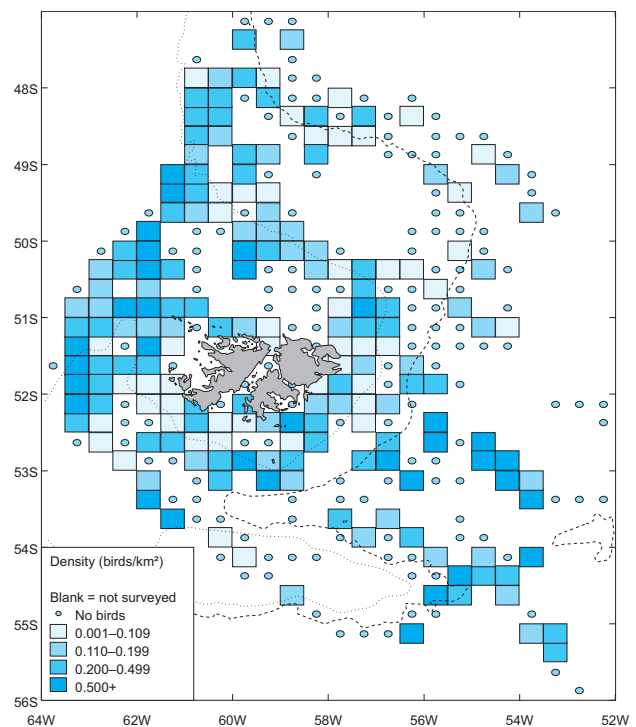 48S
49S
50S
51S
52S
53S
54S
55S
56S
Density (birds/km²)
Blank = not surveyed
No birds
0.001–0.109
0.110–0.199
0.200–0.499
0.500+
64W 62W 60W 58W 56W 54W 52W